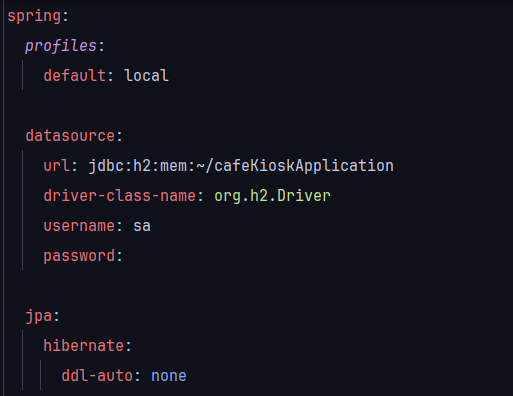 spring:
  profiles:
    default: local

  datasource:
    url: jdbc:h2:mem:~/cafeKioskApplication
    driver-class-name: org.h2.Driver
    username: sa
    password:

  jpa:
    hibernate:
      ddl-auto: none